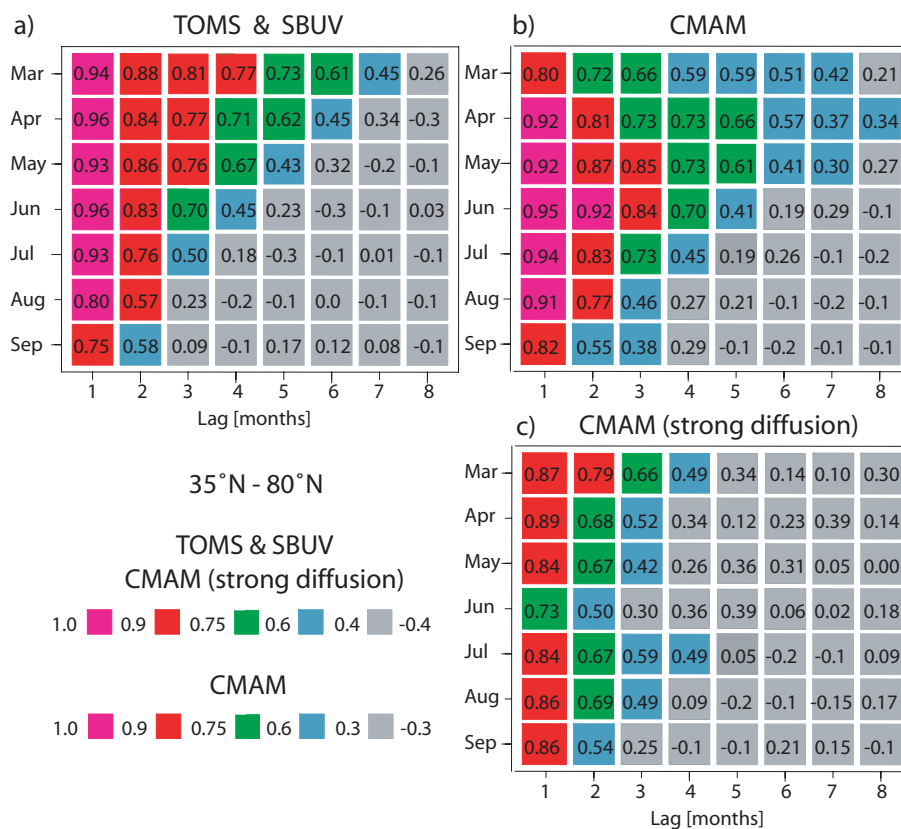 a) TOMS & SBUV
Mar 0.94 0.88 0.81 0.77 0.73 0.61 0.45 0.26
Apr 0.96 0.84 0.77 0.71 0.62 0.45 0.34 -0.3
May 0.93 0.86 0.76 0.67 0.43 0.32 -0.2 -0.1
Jun 0.96 0.83 0.70 0.45 0.23 -0.3 -0.1 0.03
Jul 0.93 0.76 0.50 0.18 -0.3 -0.1 0.01 -0.1
Aug 0.80 0.57 0.23 -0.2 -0.1 0.0 -0.1 -0.1
Sep 0.75 0.58 0.09 -0.1 0.17 0.12 0.08 -0.1
1 2 3 4 5 6 7 8
Lag [months]
b) CMAM
Mar 0.80 0.72 0.66 0.59 0.59 0.51 0.42 0.21
Apr 0.92 0.81 0.73 0.73 0.66 0.57 0.37 0.34
May 0.92 0.87 0.85 0.73 0.61 0.41 0.30 0.27
Jun 0.95 0.92 0.84 0.70 0.41 0.19 0.29 -0.1
Jul 0.94 0.83 0.73 0.45 0.19 0.26 -0.1 -0.2
Aug 0.91 0.77 0.46 0.27 0.21 -0.1 -0.2 -0.1
Sep 0.82 0.55 0.38 0.29 -0.1 -0.2 -0.1 -0.1
1 2 3 4 5 6 7 8
c) CMAM (strong diffusion)
Mar 0.87 0.79 0.66 0.49 0.34 0.14 0.10 0.30
Apr 0.89 0.68 0.52 0.34 0.12 0.23 0.39 0.14
May 0.84 0.67 0.42 0.26 0.36 0.31 0.05 0.00
Jun 0.73 0.50 0.30 0.36 0.39 0.06 0.02 0.18
Jul 0.84 0.67 0.59 0.49 0.05 -0.2 -0.1 0.09
Aug 0.86 0.69 0.49 0.09 -0.2 -0.1 -0.15 0.17
Sep 0.86 0.54 0.25 -0.1 -0.1 0.21 0.15 -0.1
1 2 3 4 5 6 7 8
Lag [months]
35˚N - 80˚N
TOMS & SBUV
CMAM (strong diffusion)
1.0 0.9 0.75 0.6 0.4 -0.4
CMAM
1.0 0.9 0.75 0.6 0.3 -0.3